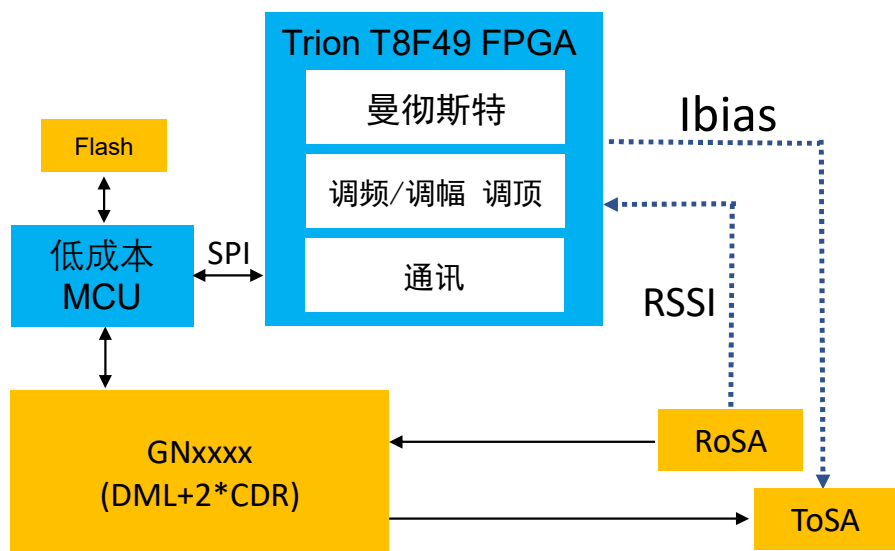 Trion T8F49 FPGA
曼彻斯特
Ibias
Flash
调频/调幅 调顶
低成本
MCU
SPI
通讯
RSSI
GNxxxx
(DML+2*CDR)
RoSA
ToSA